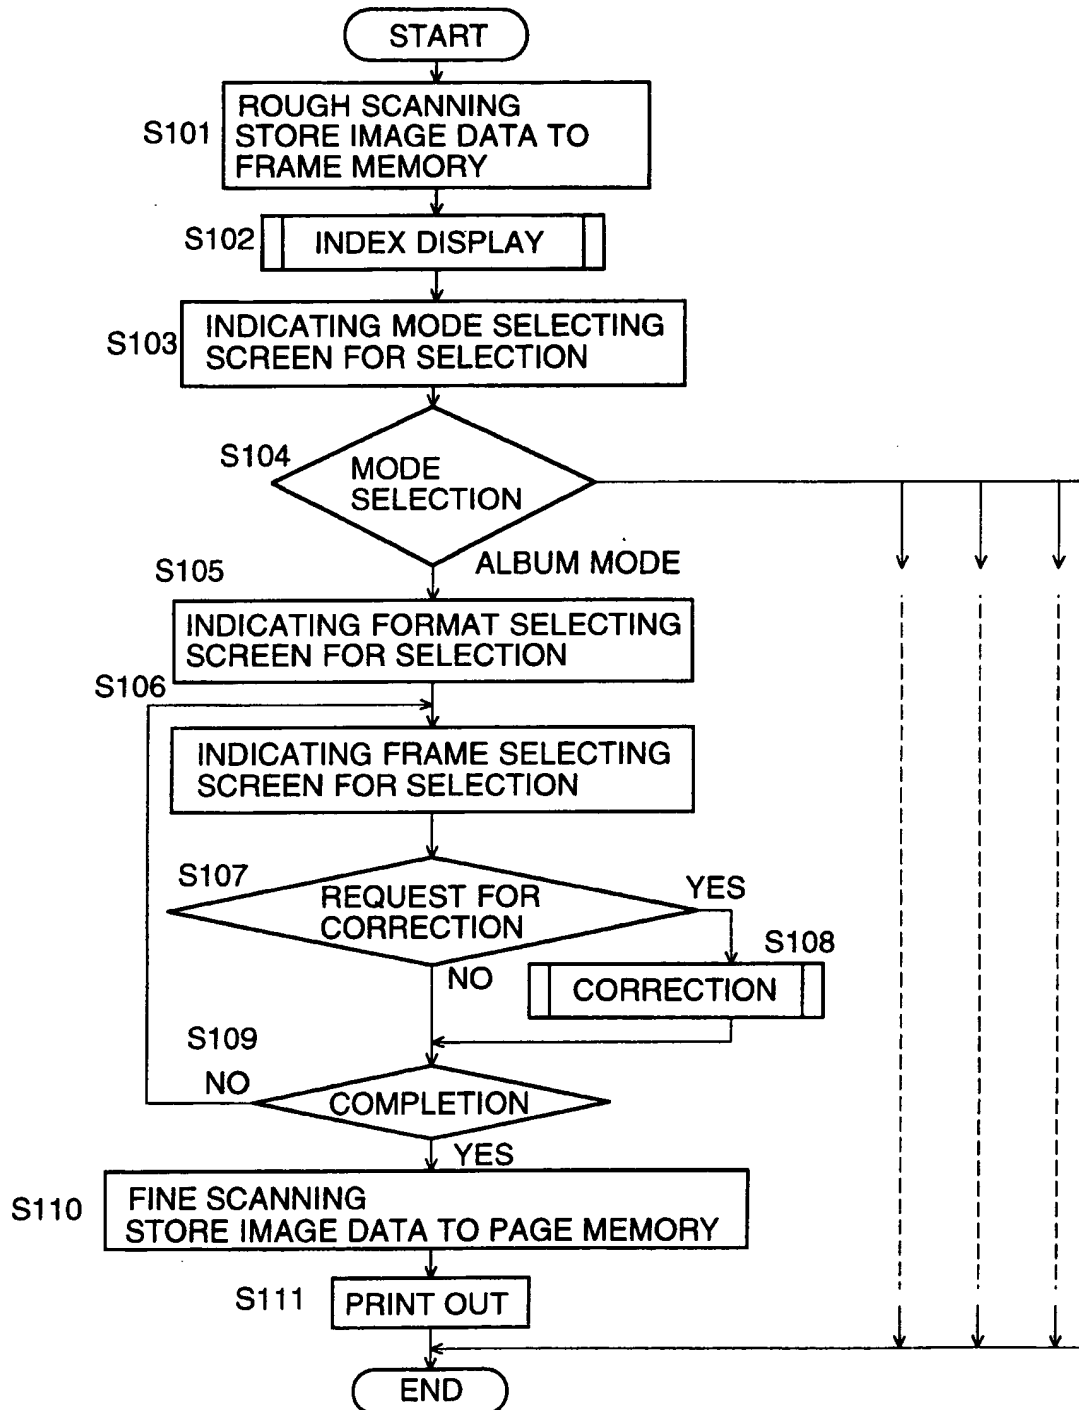 START
S101
ROUGH SCANNING
STORE IMAGE DATA TO
FRAME MEMORY
S102
INDEX DISPLAY
S103
INDICATING MODE SELECTING
SCREEN FOR SELECTION
S104
MODE
SELECTION
ALBUM MODE
S105
INDICATING FORMAT SELECTING
SCREEN FOR SELECTION
S106
INDICATING FRAME SELECTING
SCREEN FOR SELECTION
S107
REQUEST FOR
CORRECTION
YES
NO
S108
CORRECTION
S109
NO
COMPLETION
YES
S110
FINE SCANNING
STORE IMAGE DATA TO PAGE MEMORY
S111
PRINT OUT
END